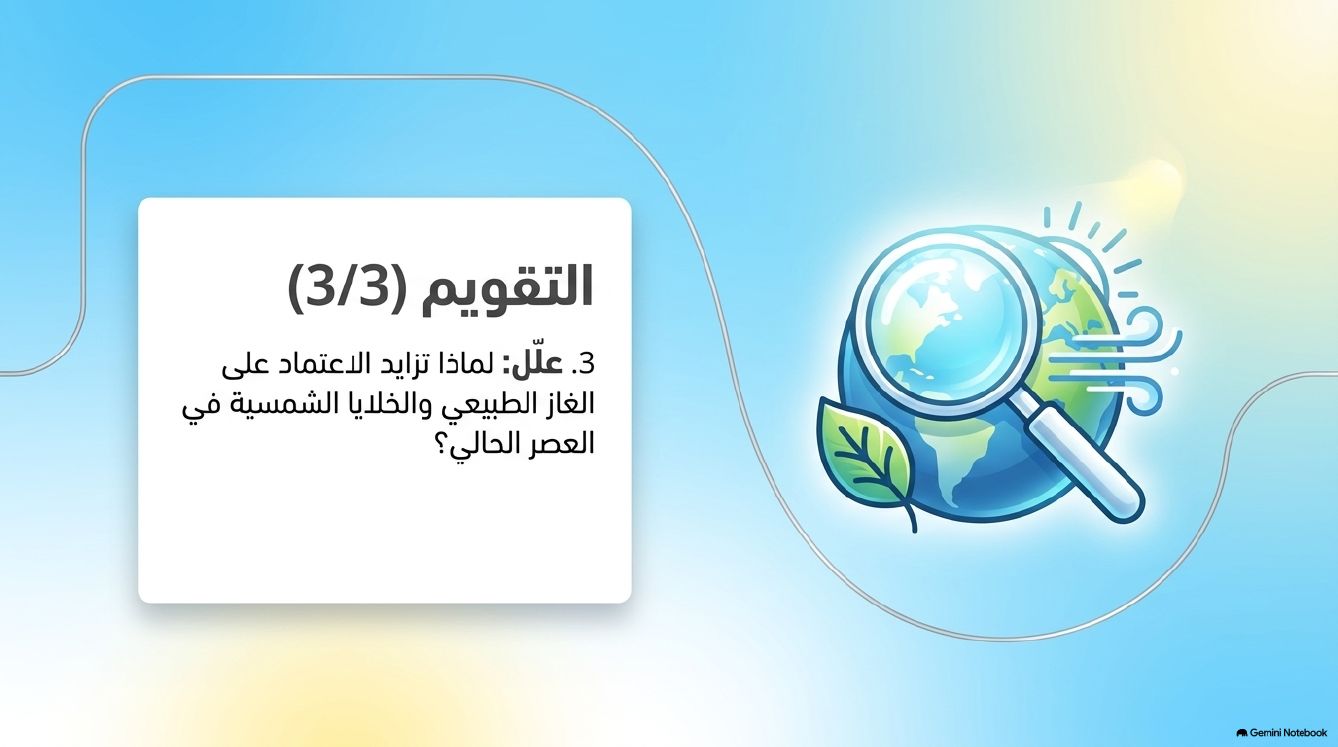 التقويم (3/3)
3. علّل: لماذا تزايد الاعتماد على
الغاز الطبيعي والخلايا الشمسية في
العصر الحالي؟
Gemini Notebook